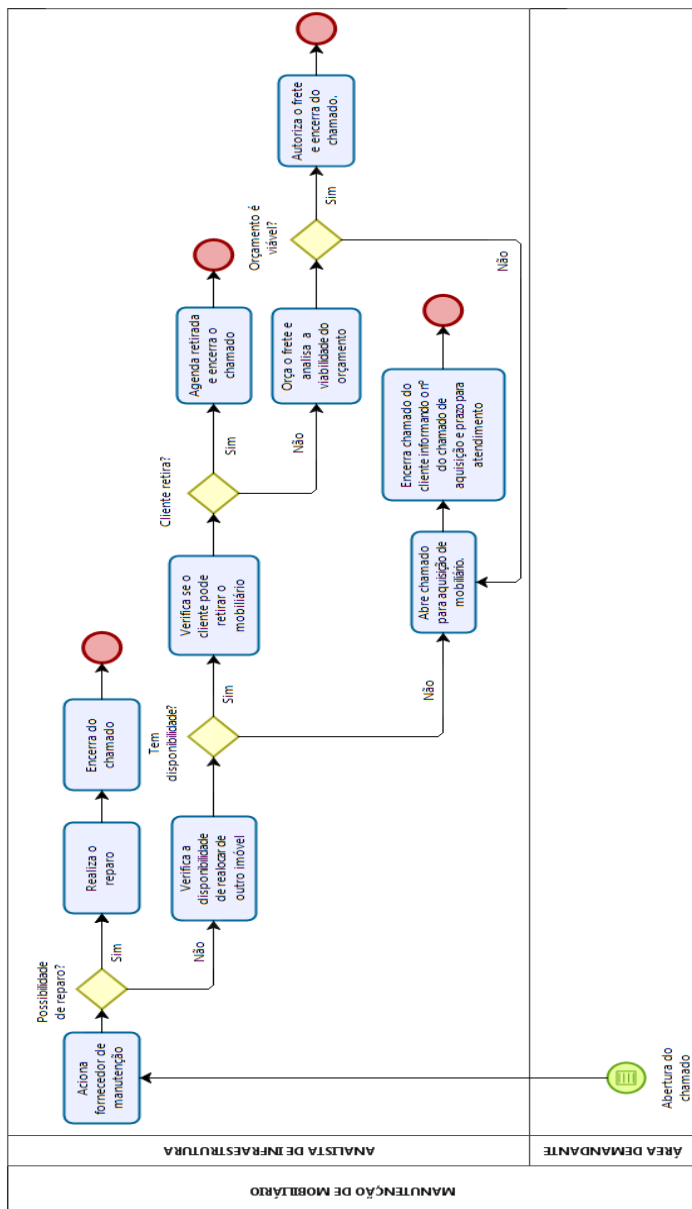 MANUTENÇÃO DE MOBILIÁRIO
ANALISTA DE INFRAESTRUTURA
ÁREA DEMANDANTE
Abertura do
chamado
Aciona
fornecedor de
manutenção
Possibilidade
de reparo?
Sim
Realiza o
reparo
Encerra do
chamado
Não
Verifica a
disponibilidade
de realocar de
outro imóvel
Tem
disponibilidade?
Sim
Verifica se o
cliente pode
retirar o
mobiliário
Cliente retira?
Sim
Agenda retirada
e encerra o
chamado
Não
Orça o frete e
analisa a
viabilidade do
orçamento
Orçamento é
viável?
Sim
Autoriza o frete
e encerra do
chamado.
Não
Não
Abre chamado
para aquisição de
mobiliário.
Encerra chamado do
cliente informando o nº
do chamado de
aquisição e prazo para
atendimento